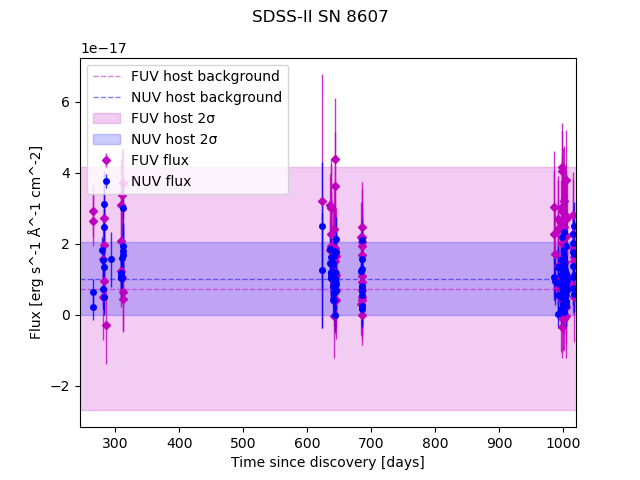 SDSS-II SN 8607
1e−17
FUV host background
NUV host background
FUV host 2σ
NUV host 2σ
FUV flux
NUV flux
6
4
2
0
−2
Flux [erg s^-1 Å^-1 cm^-2]
300 400 500 600 700 800 900 1000
Time since discovery [days]